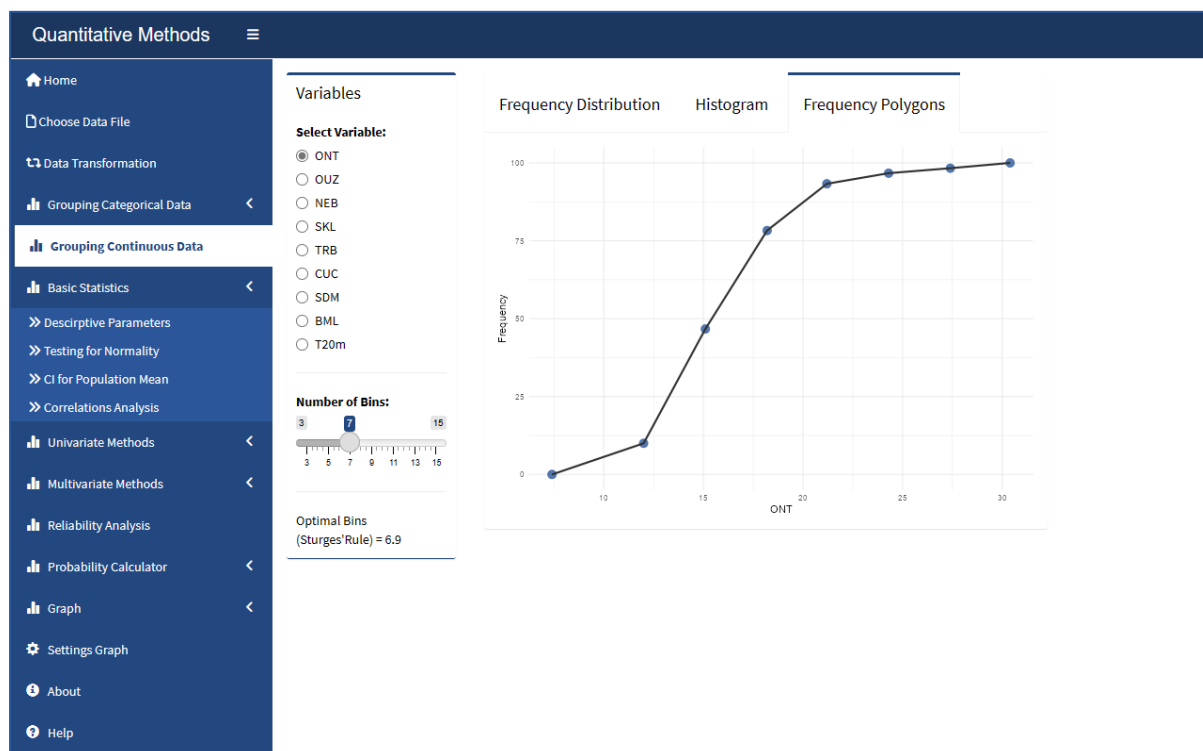 Quantitative Methods
Home
Choose Data File
Data Transformation
Grouping Categorical Data
Grouping Continuous Data
Basic Statistics
Descirptive Parameters
Testing for Normality
CI for Population Mean
Correlations Analysis
Univariate Methods
Multivariate Methods
Reliability Analysis
Probability Calculator
Graph
Settings Graph
About
Help
Variables
Select Variable:
ONT
OUZ
NEB
SKL
TRB
CUC
SDM
BML
T20m
Number of Bins:
3 7 15
3 5 7 9 11 13 15
Optimal Bins
(Sturges'Rule) = 6.9
Frequency Distribution Histogram Frequency Polygons
Frequency
100
75
50
25
0
10 15 20 25 30
ONT